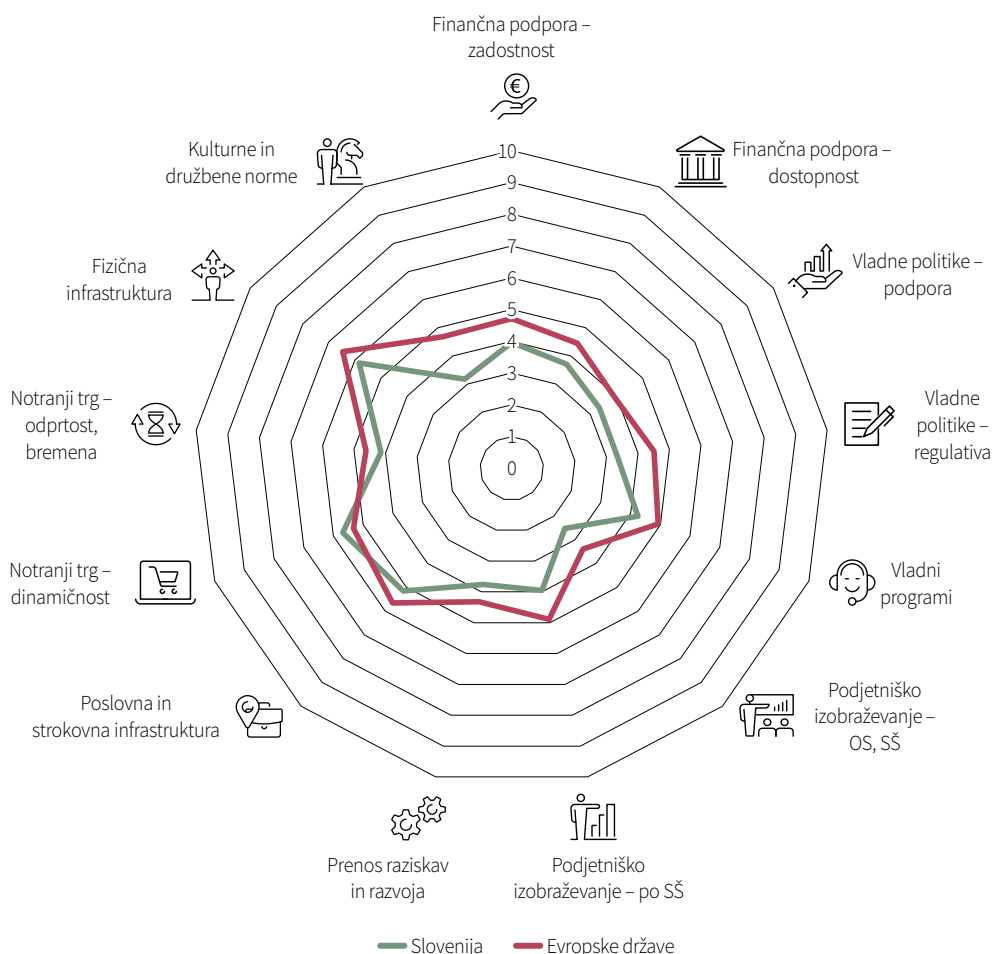 Finančna podpora –
zadostnost
€
Finančna podpora –
dostopnost
Vladne politike –
podpora
Vladne
politike –
regulativa
Vladni
programi
Podjetniško
izobraževanje –
OS, SŠ
Podjetniško
izobraževanje – po SŠ
Prenos raziskav
in razvoja
Poslovna in
strokovna infrastruktura
Notranji trg –
dinamičnost
Notranji trg –
odprtost,
bremena
Fizična
infrastruktura
Kulturne in
družbene norme
10
9
8
7
6
5
4
3
2
1
0
Slovenija
Evropske države